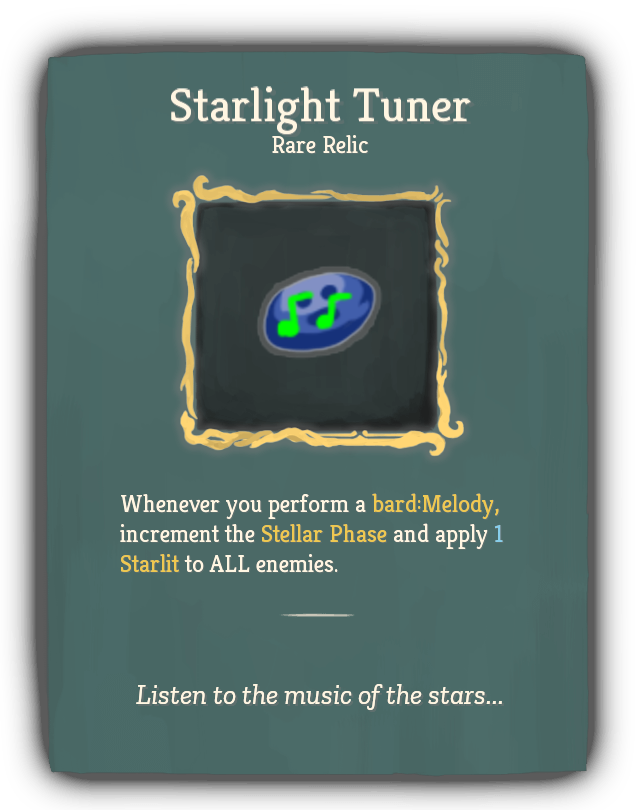 Starlight Tuner
Rare Relic
Whenever you perform a bard:Melody,
increment the Stellar Phase and apply 1
Starlit to ALL enemies.
Listen to the music of the stars...